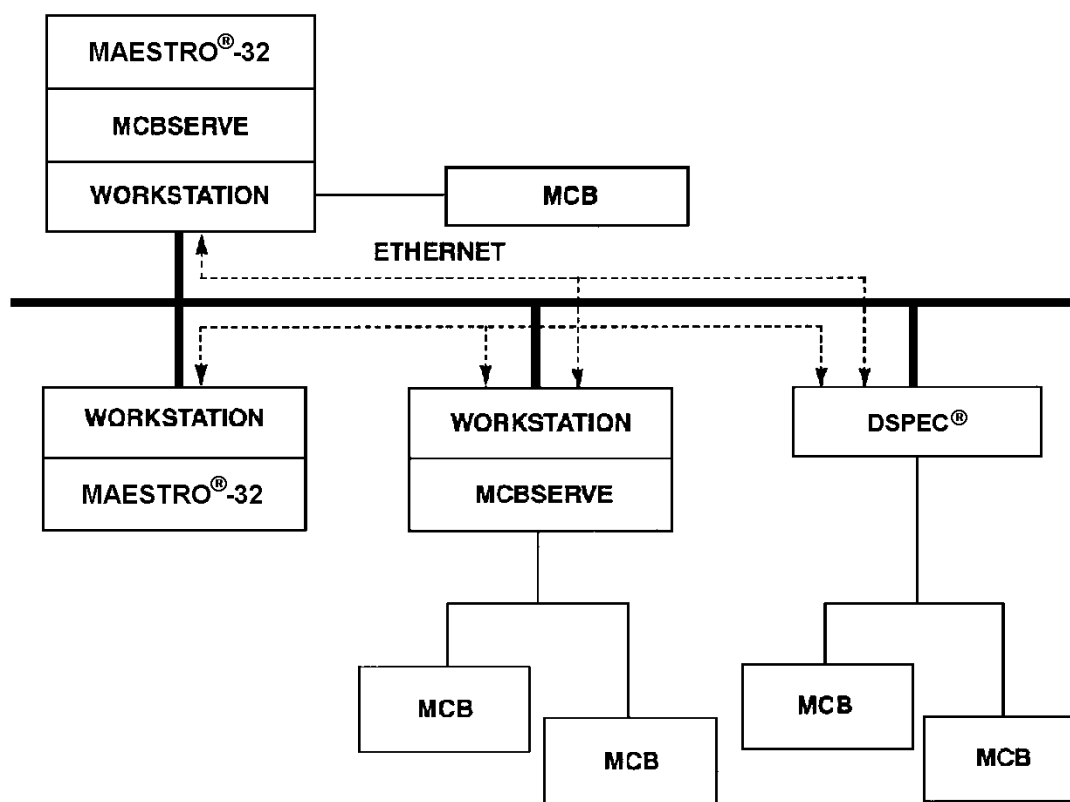 MAESTRO®-32
MCBSERVE
WORKSTATION
MCB
ETHERNET
WORKSTATION
MAESTRO®-32
WORKSTATION
MCBSERVE
DSPEC®
MCB
MCB
MCB
MCB